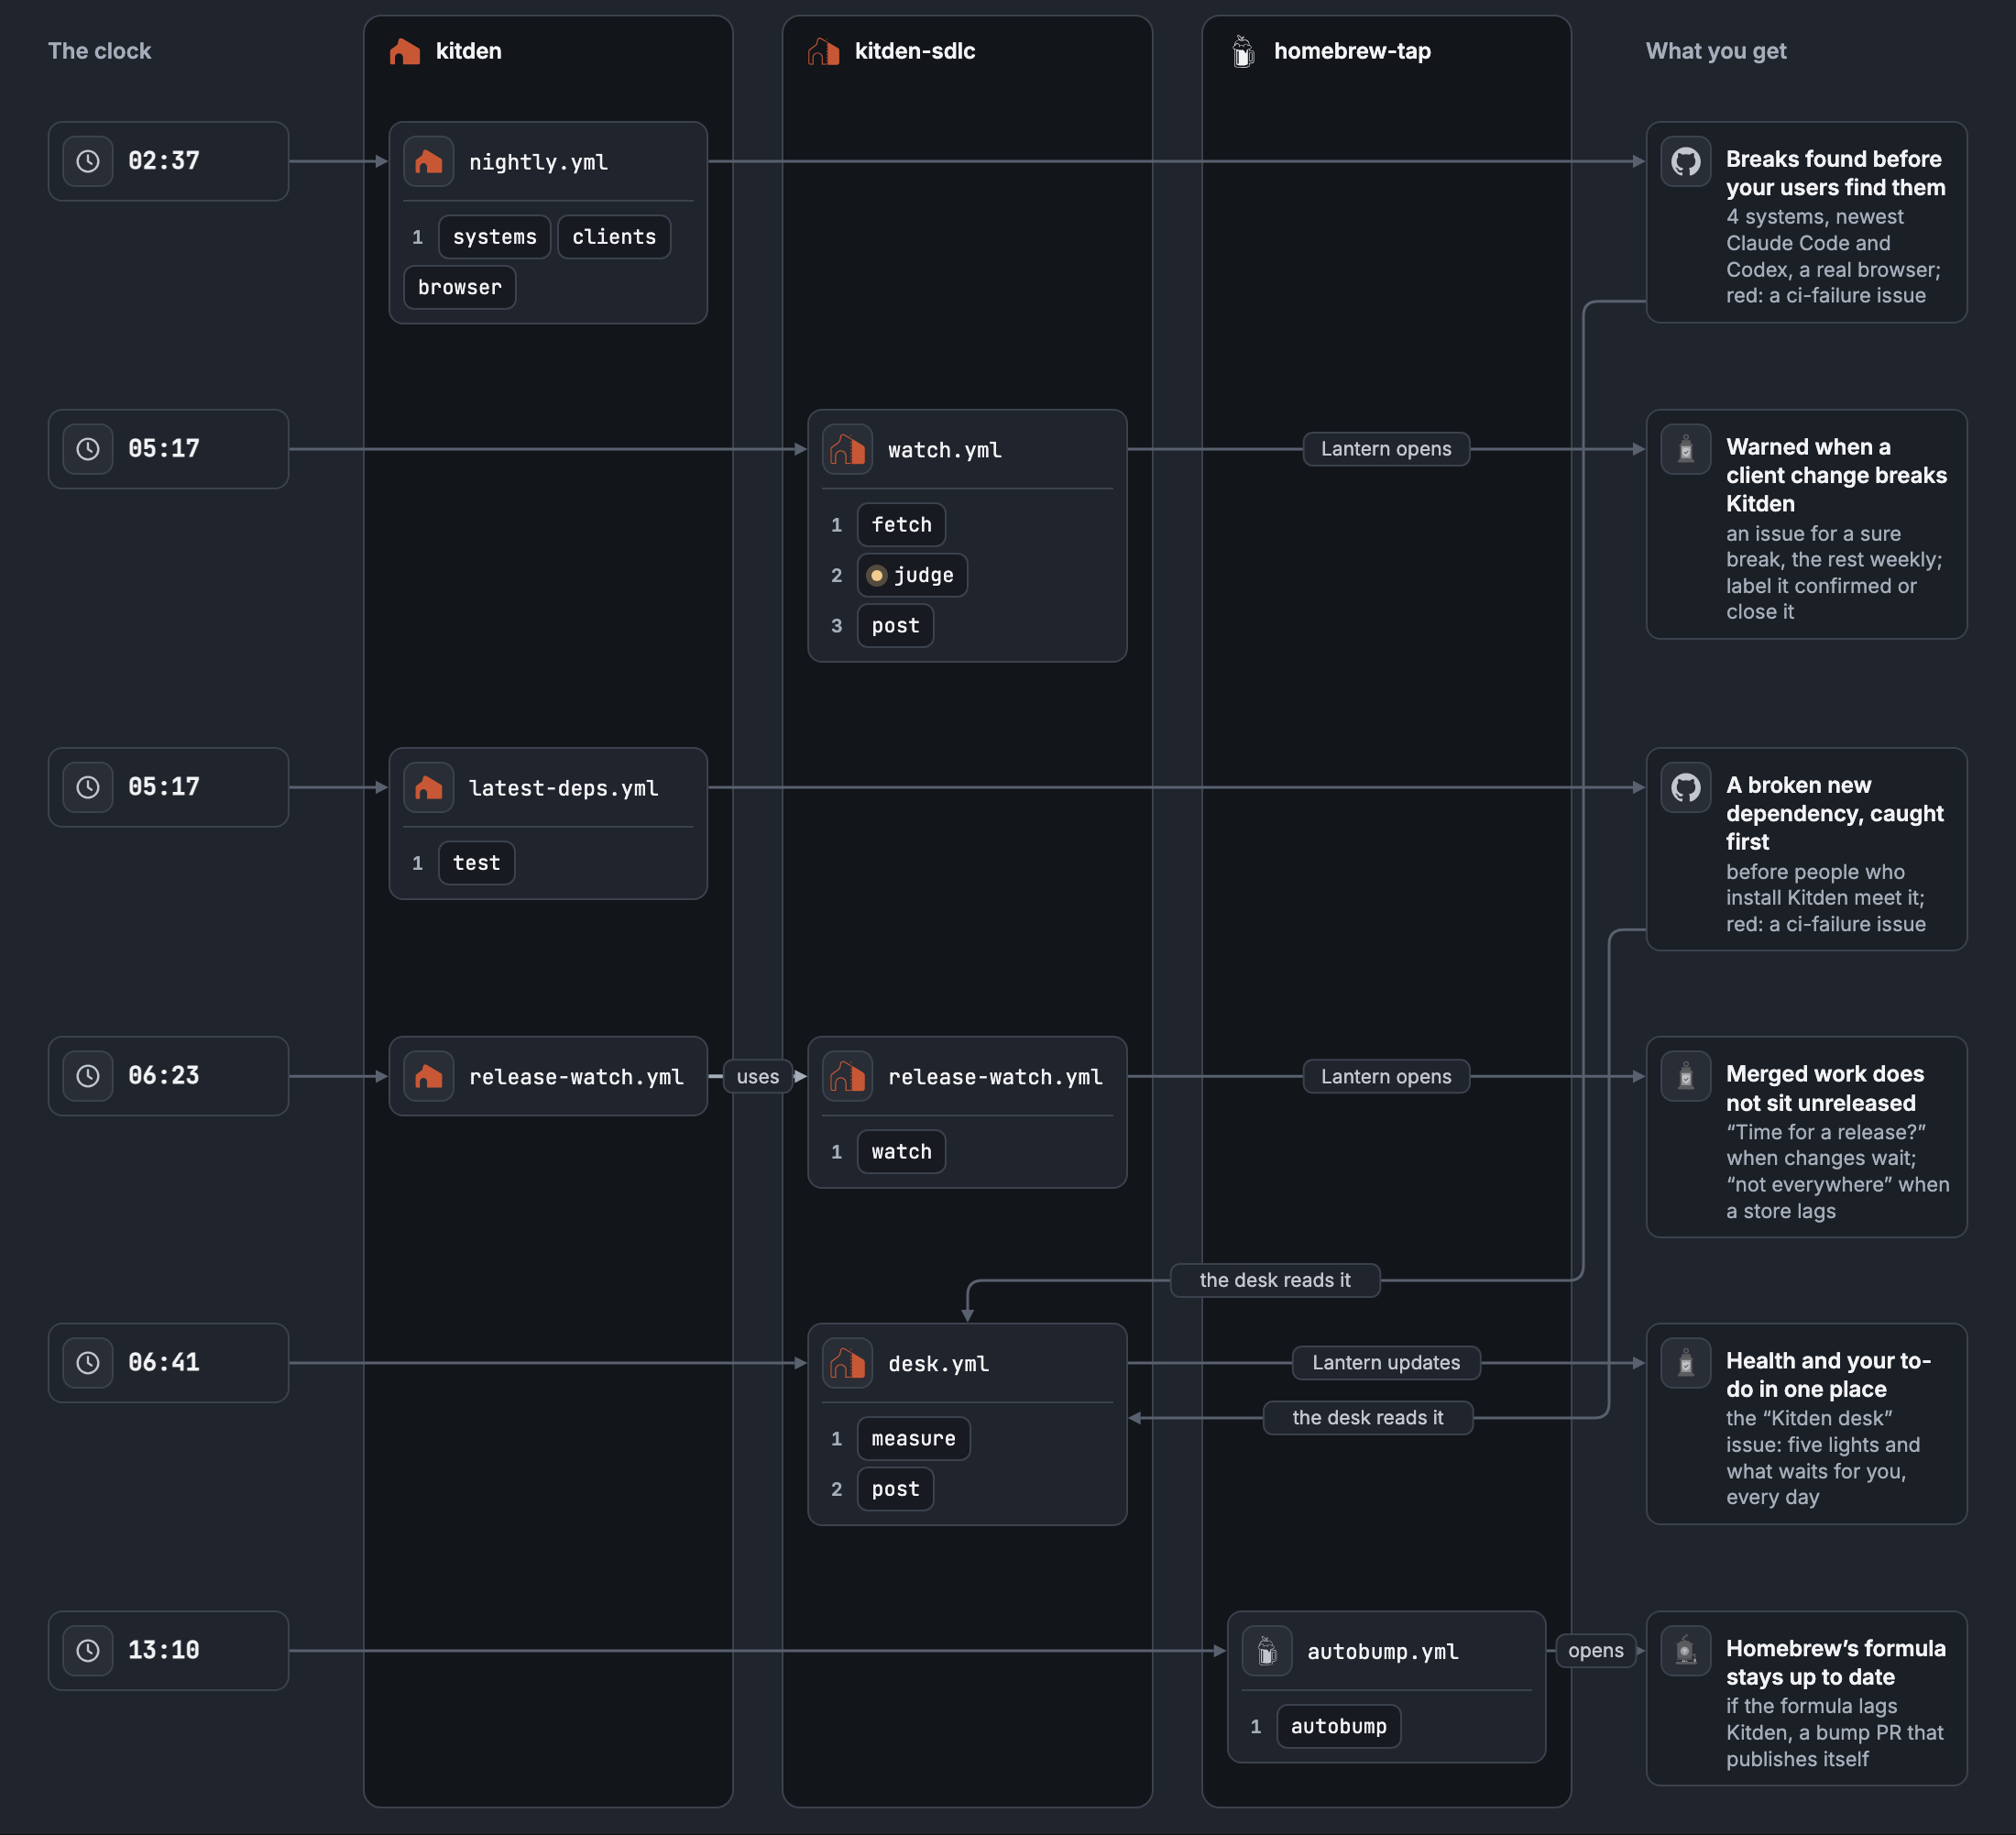 The clock
kitden
kitden-sdlc
homebrew-tap
What you get
02:37
nightly.yml
1 systems clients
browser
Breaks found before
your users find them
4 systems, newest
Claude Code and
Codex, a real browser;
red: a ci-failure issue
05:17
watch.yml
1 fetch
2 judge
3 post
Lantern opens
Warned when a
client change breaks
Kitden
an issue for a sure
break, the rest weekly;
label it confirmed or
close it
05:17
latest-deps.yml
1 test
A broken new
dependency, caught
first
before people who
install Kitden meet it;
red: a ci-failure issue
06:23
release-watch.yml
uses
release-watch.yml
1 watch
Lantern opens
Merged work does
not sit unreleased
“Time for a release?”
when changes wait;
“not everywhere” when
a store lags
the desk reads it
06:41
desk.yml
1 measure
2 post
Lantern updates
the desk reads it
Health and your to-
do in one place
the “Kitden desk”
issue: five lights and
what waits for you,
every day
13:10
autobump.yml
1 autobump
opens
Homebrew’s formula
stays up to date
if the formula lags
Kitden, a bump PR that
publishes itself